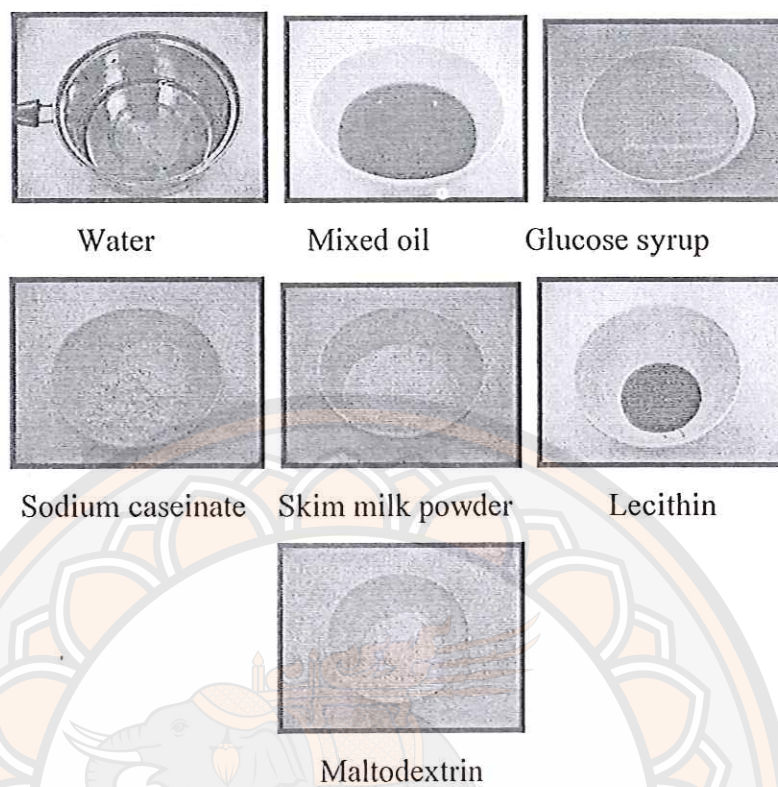 Water Mixed oil Glucose syrup
Sodium caseinate Skim milk powder Lecithin
Maltodextrin